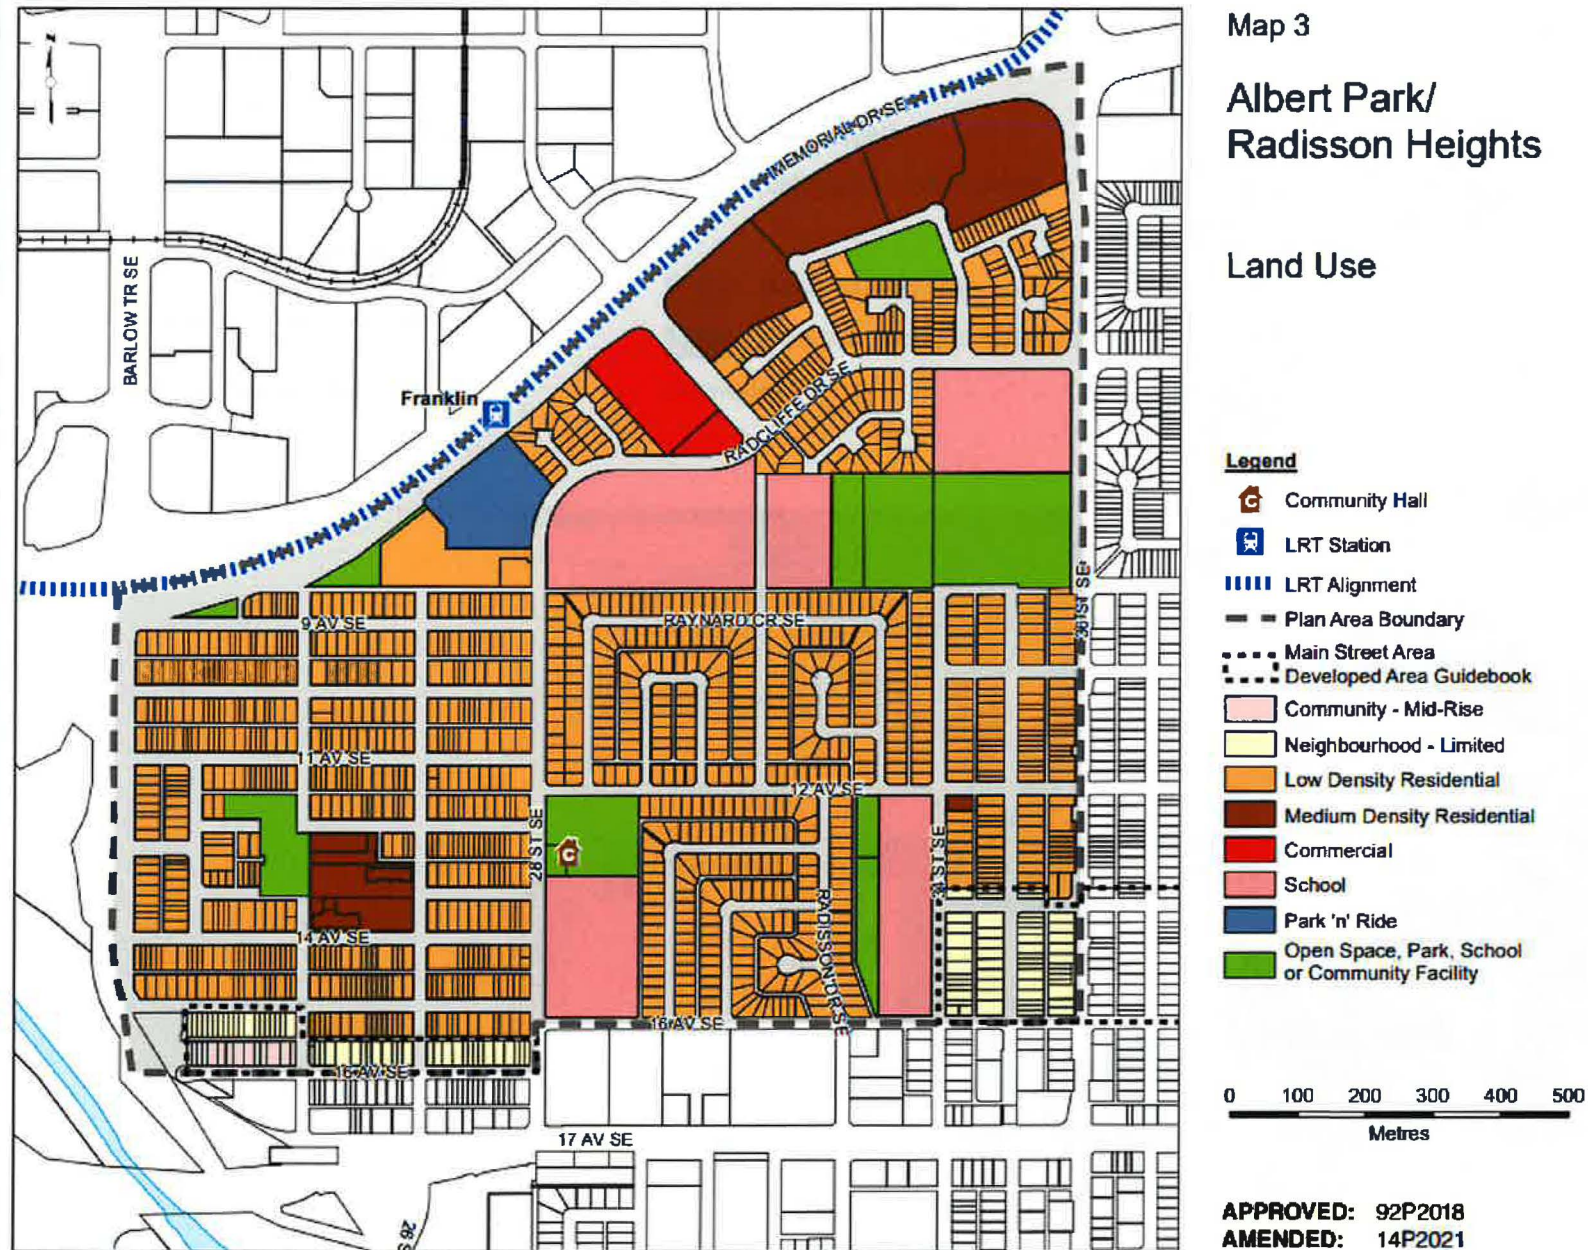 Map 3
Albert Park/
Radisson Heights
Land Use
MEMORIAL DR SE
BARLOW TR SE
Franklin
RADCLIFFE DR SE
36 ST SE
9 AV SE
RAYNARD CR SE
11 AV SE
12 AV SE
28 ST SE
C
34 ST SE
RADISSON DR SE
14 AV SE
16 AV SE
16 AV SE
17 AV SE
26 S
Legend
C Community Hall
LRT Station
LRT Alignment
Plan Area Boundary
Main Street Area
Developed Area Guidebook
Community - Mid-Rise
Neighbourhood - Limited
Low Density Residential
Medium Density Residential
Commercial
School
Park 'n' Ride
Open Space, Park, School
or Community Facility
0 100 200 300 400 500
Metres
APPROVED: 92P2018
AMENDED: 14P2021